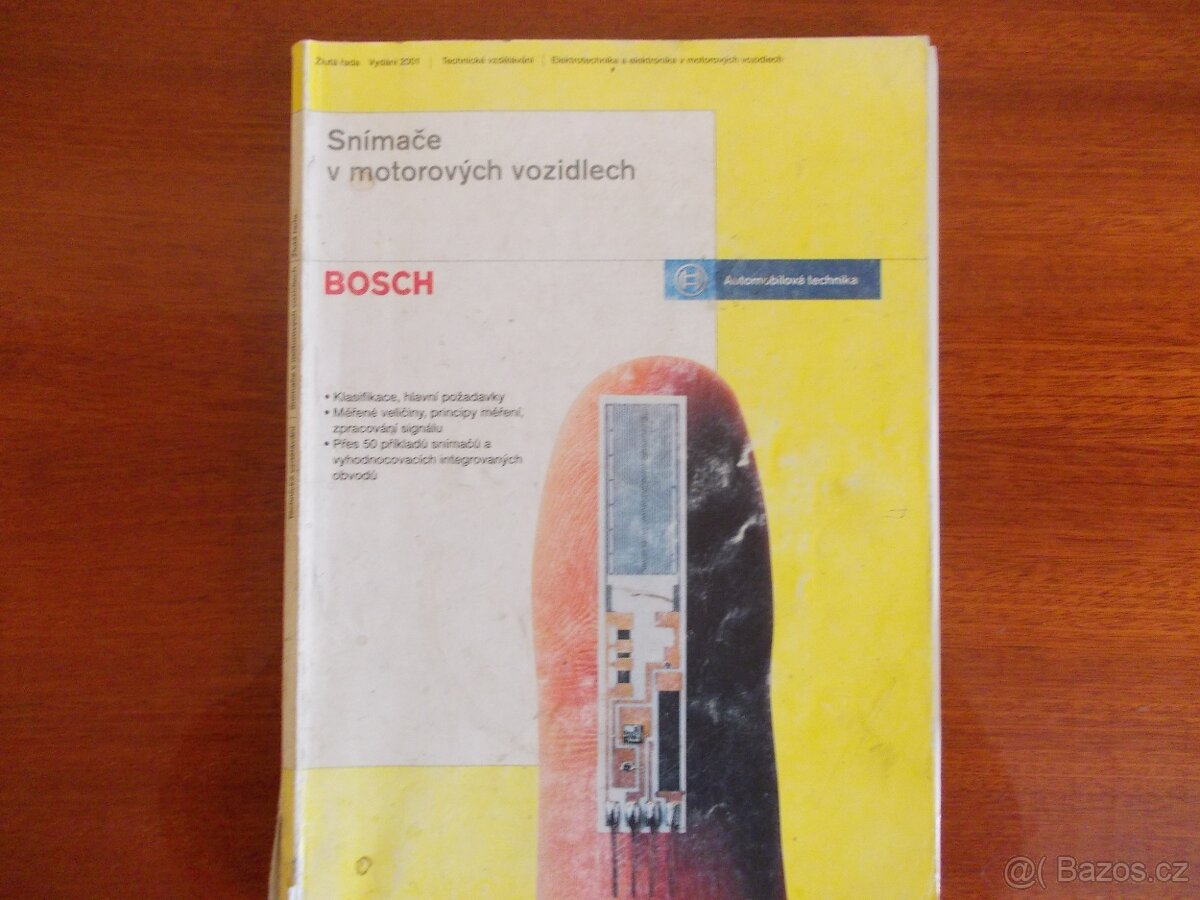 Žlutá řada Vydání 2001 | Technické vzdělávání | Elektrotechnika a elektronika v motorových vozidlech
Snímače
v motorových vozidlech
BOSCH
Automobilová technika
• Klasifikace, hlavní požadavky
• Měřené veličiny, principy měření,
zpracování signálu
• Přes 50 příkladů snímačů a
vyhodnocovacích integrovaných
obvodů
@( Bazos.cz